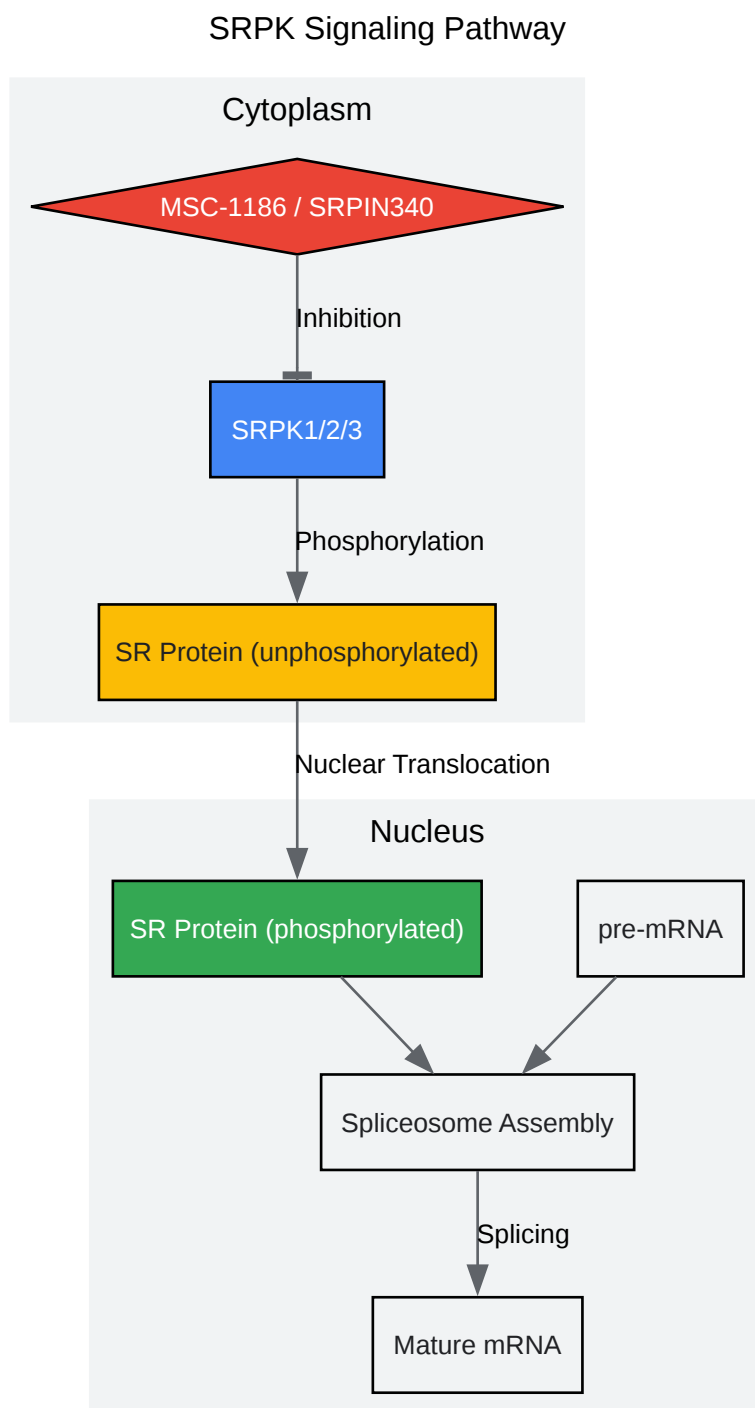 SRPK Signaling Pathway
Cytoplasm
MSC-1186 / SRPIN340
Inhibition
SRPK1/2/3
Phosphorylation
SR Protein (unphosphorylated)
Nuclear Translocation
Nucleus
SR Protein (phosphorylated)
pre-mRNA
Spliceosome Assembly
Splicing
Mature mRNA